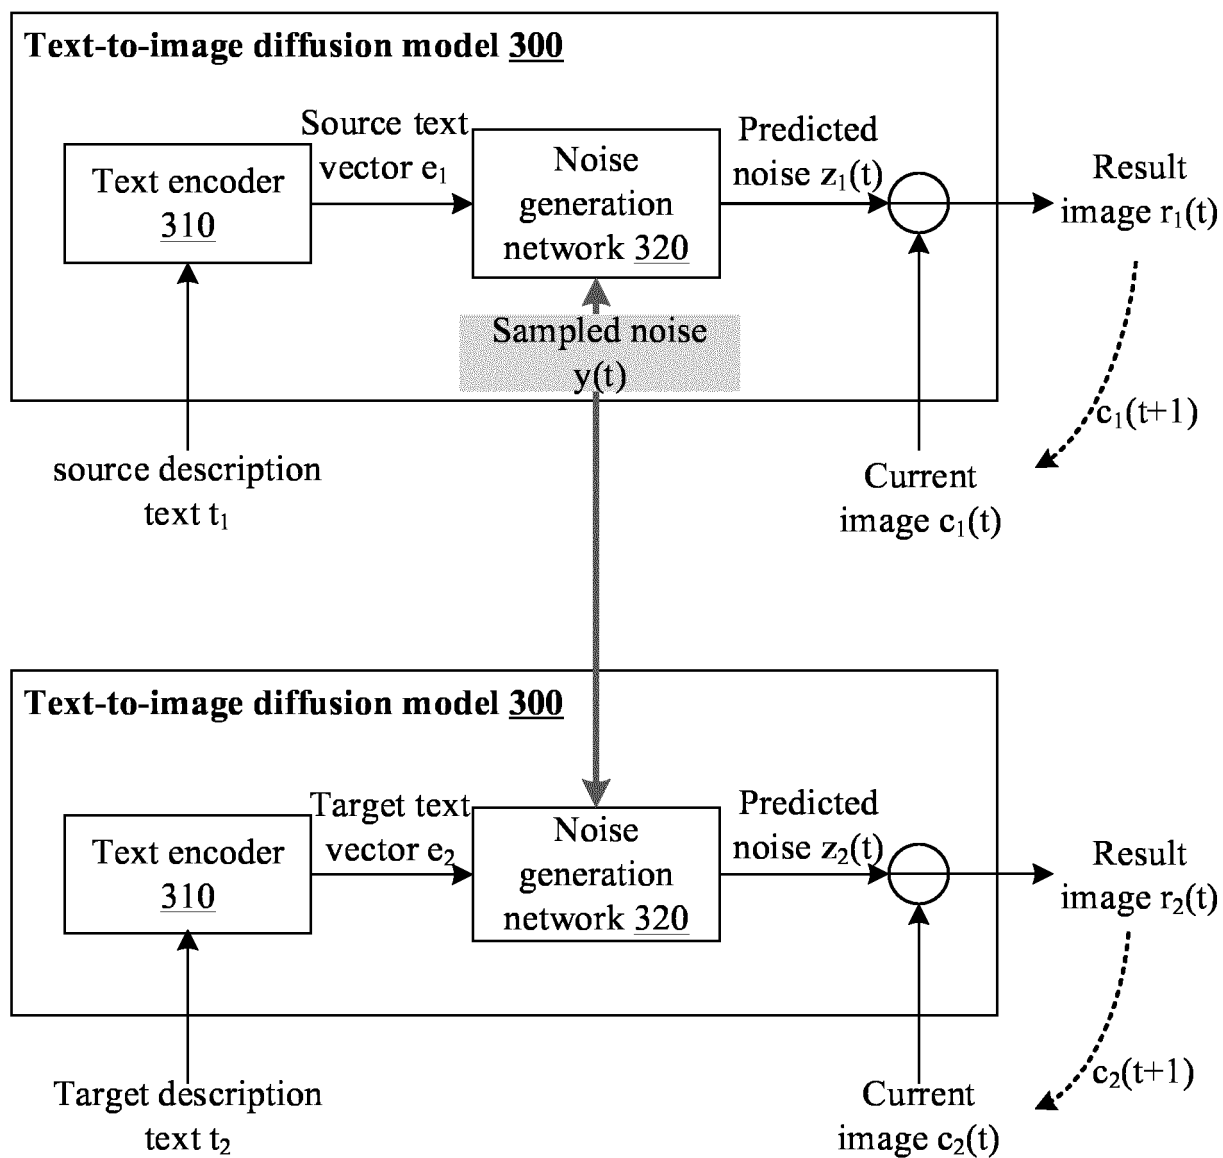 Text-to-image diffusion model 300
Source text
vector e₁
Text encoder
310
Noise
generation
network 320
Predicted
noise z₁(t)
Result
image r₁(t)
Sampled noise
y(t)
c₁(t+1)
source description
text t₁
Current
image c₁(t)
Text-to-image diffusion model 300
Target text
vector e₂
Text encoder
310
Noise
generation
network 320
Predicted
noise z₂(t)
Result
image r₂(t)
c₂(t+1)
Target description
text t₂
Current
image c₂(t)